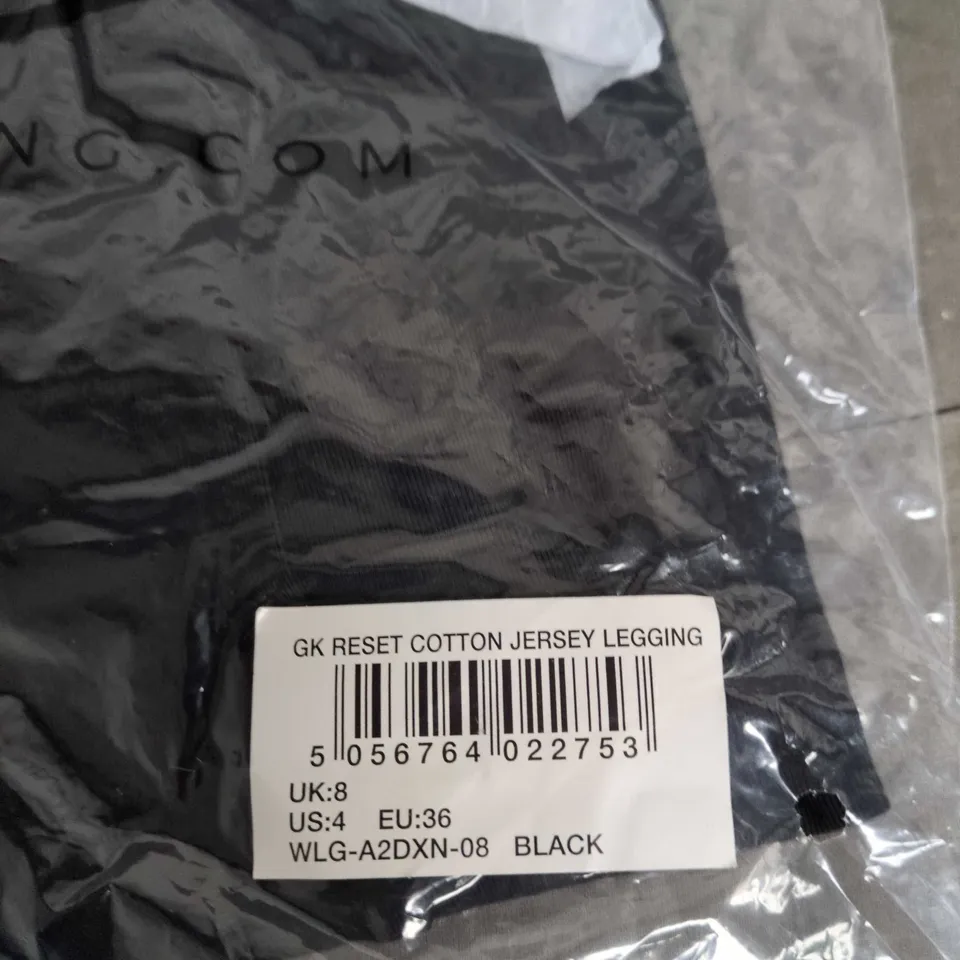 NG.COM
GK RESET COTTON JERSEY LEGGING
5 056764 022753
UK:8
US:4 EU:36
WLG-A2DXN-08 BLACK